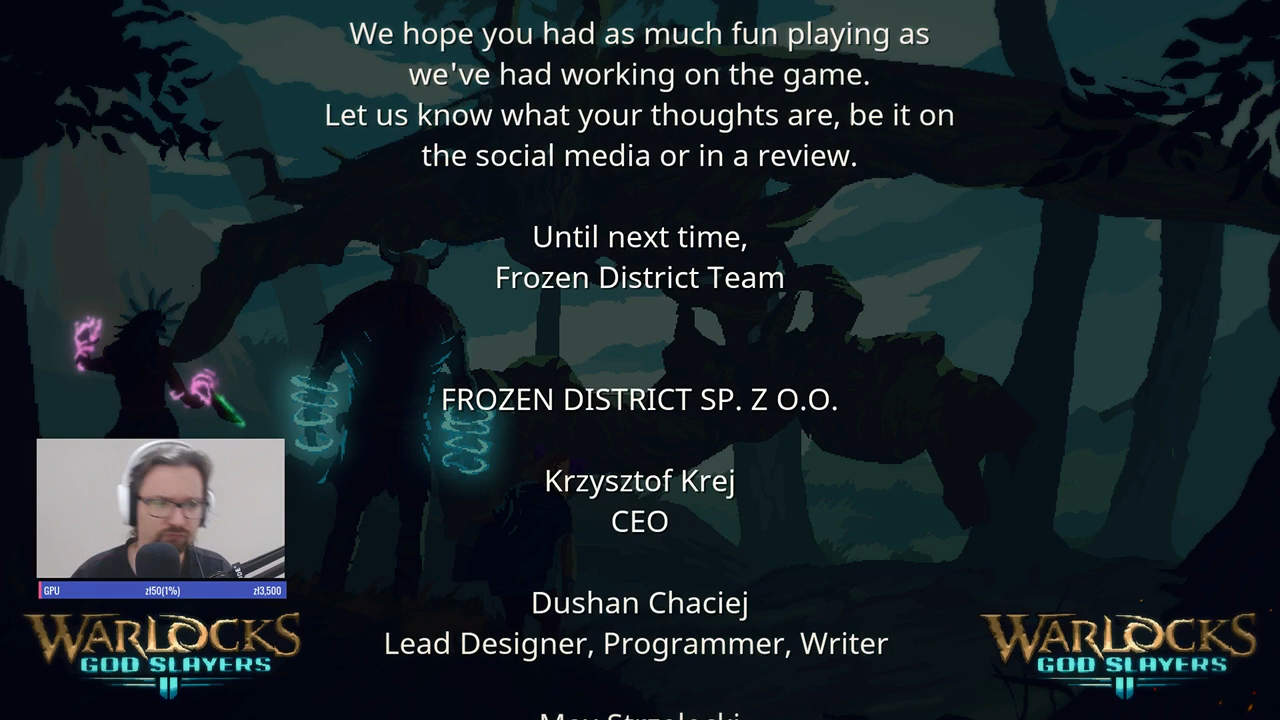 We hope you had as much fun playing as
we've had working on the game.
Let us know what your thoughts are, be it on
the social media or in a review.
Until next time,
Frozen District Team
FROZEN DISTRICT SP. Z O.O.
Krzysztof Krej
CEO
Dushan Chaciej
Lead Designer, Programmer, Writer
GPU zł50(1%) zł3,500
WARLOCKS
GOD SLAYERS
II
WARLOCKS
GOD SLAYERS
II